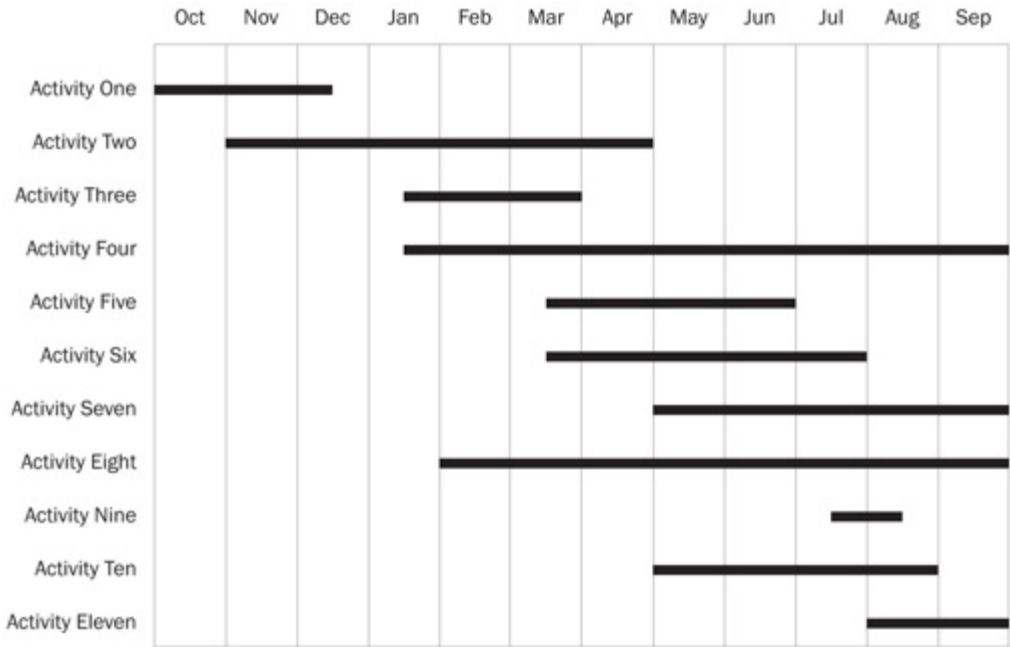 Oct Nov Dec Jan Feb Mar Apr May Jun Jul Aug Sep
Activity One
Activity Two
Activity Three
Activity Four
Activity Five
Activity Six
Activity Seven
Activity Eight
Activity Nine
Activity Ten
Activity Eleven